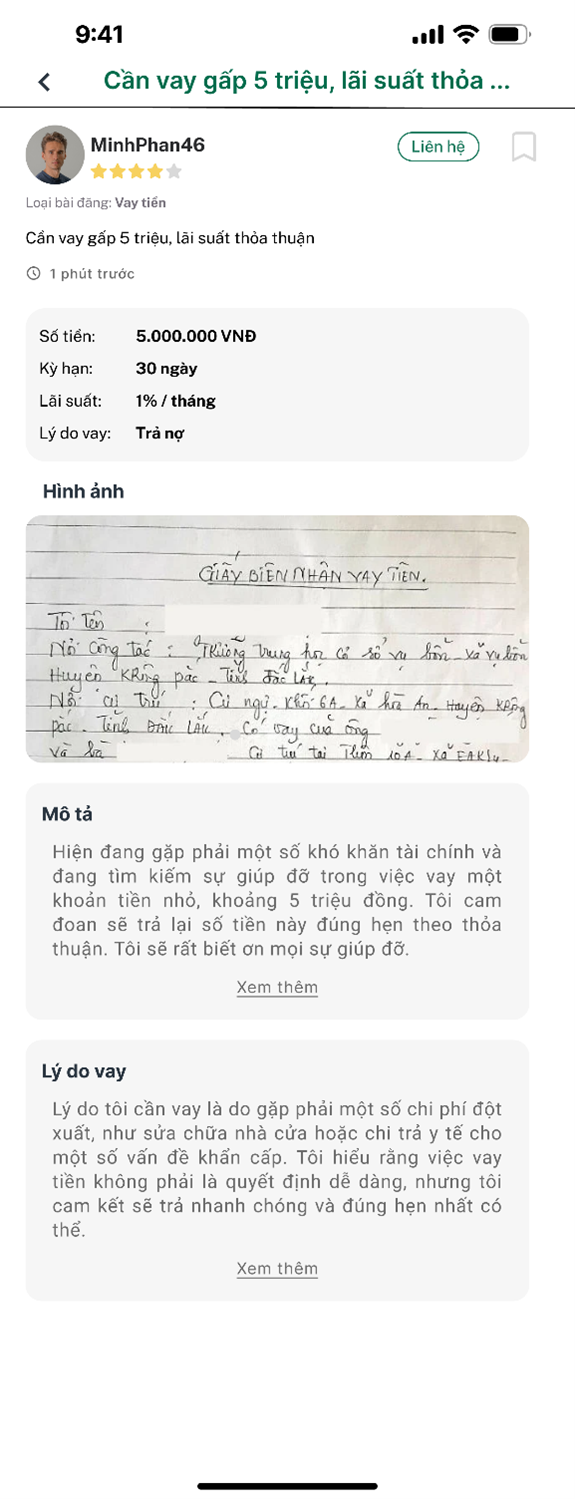 9:41
Cần vay gấp 5 triệu, lãi suất thỏa ...
MinhPhan46
Liên hệ
Loại bài đăng: Vay tiền
Cần vay gấp 5 triệu, lãi suất thỏa thuận
1 phút trước
Số tiền: 5.000.000 VNĐ
Kỳ hạn: 30 ngày
Lãi suất: 1% / tháng
Lý do vay: Trả nợ
Hình ảnh
GIẤY BIÊN NHẬN VAY TIỀN.
Tôi Tên :
Nơi công tác : Trường trung học cơ sở vụ bổn - xã vụ bổn
Huyện KRông pắc - Tỉnh Đắc LẮk.
Nơi cư trú : Cư ngụ. Khối 6A - xã hòa An - Huyện KRông
pắc. Tỉnh ĐẮC LẮC. Có vay của ông
và bà Cư trú tại Thôn 10A - xã EAKly -
Mô tả
Hiện đang gặp phải một số khó khăn tài chính và
đang tìm kiếm sự giúp đỡ trong việc vay một
khoản tiền nhỏ, khoảng 5 triệu đồng. Tôi cam
đoan sẽ trả lại số tiền này đúng hẹn theo thỏa
thuận. Tôi sẽ rất biết ơn mọi sự giúp đỡ.
Xem thêm
Lý do vay
Lý do tôi cần vay là do gặp phải một số chi phí đột
xuất, như sửa chữa nhà cửa hoặc chi trả y tế cho
một số vấn đề khẩn cấp. Tôi hiểu rằng việc vay
tiền không phải là quyết định dễ dàng, nhưng tôi
cam kết sẽ trả nhanh chóng và đúng hẹn nhất có
thể.
Xem thêm